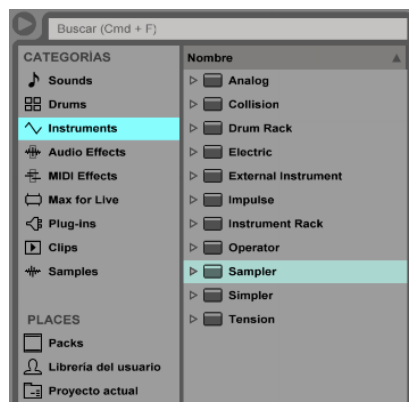 Buscar (Cmd + F)
CATEGORÍAS
Sounds
Drums
Instruments
Audio Effects
MIDI Effects
Max for Live
Plug-ins
Clips
Samples
PLACES
Packs
Librería del usuario
Proyecto actual
Nombre
Analog
Collision
Drum Rack
Electric
External Instrument
Impulse
Instrument Rack
Operator
Sampler
Simpler
Tension